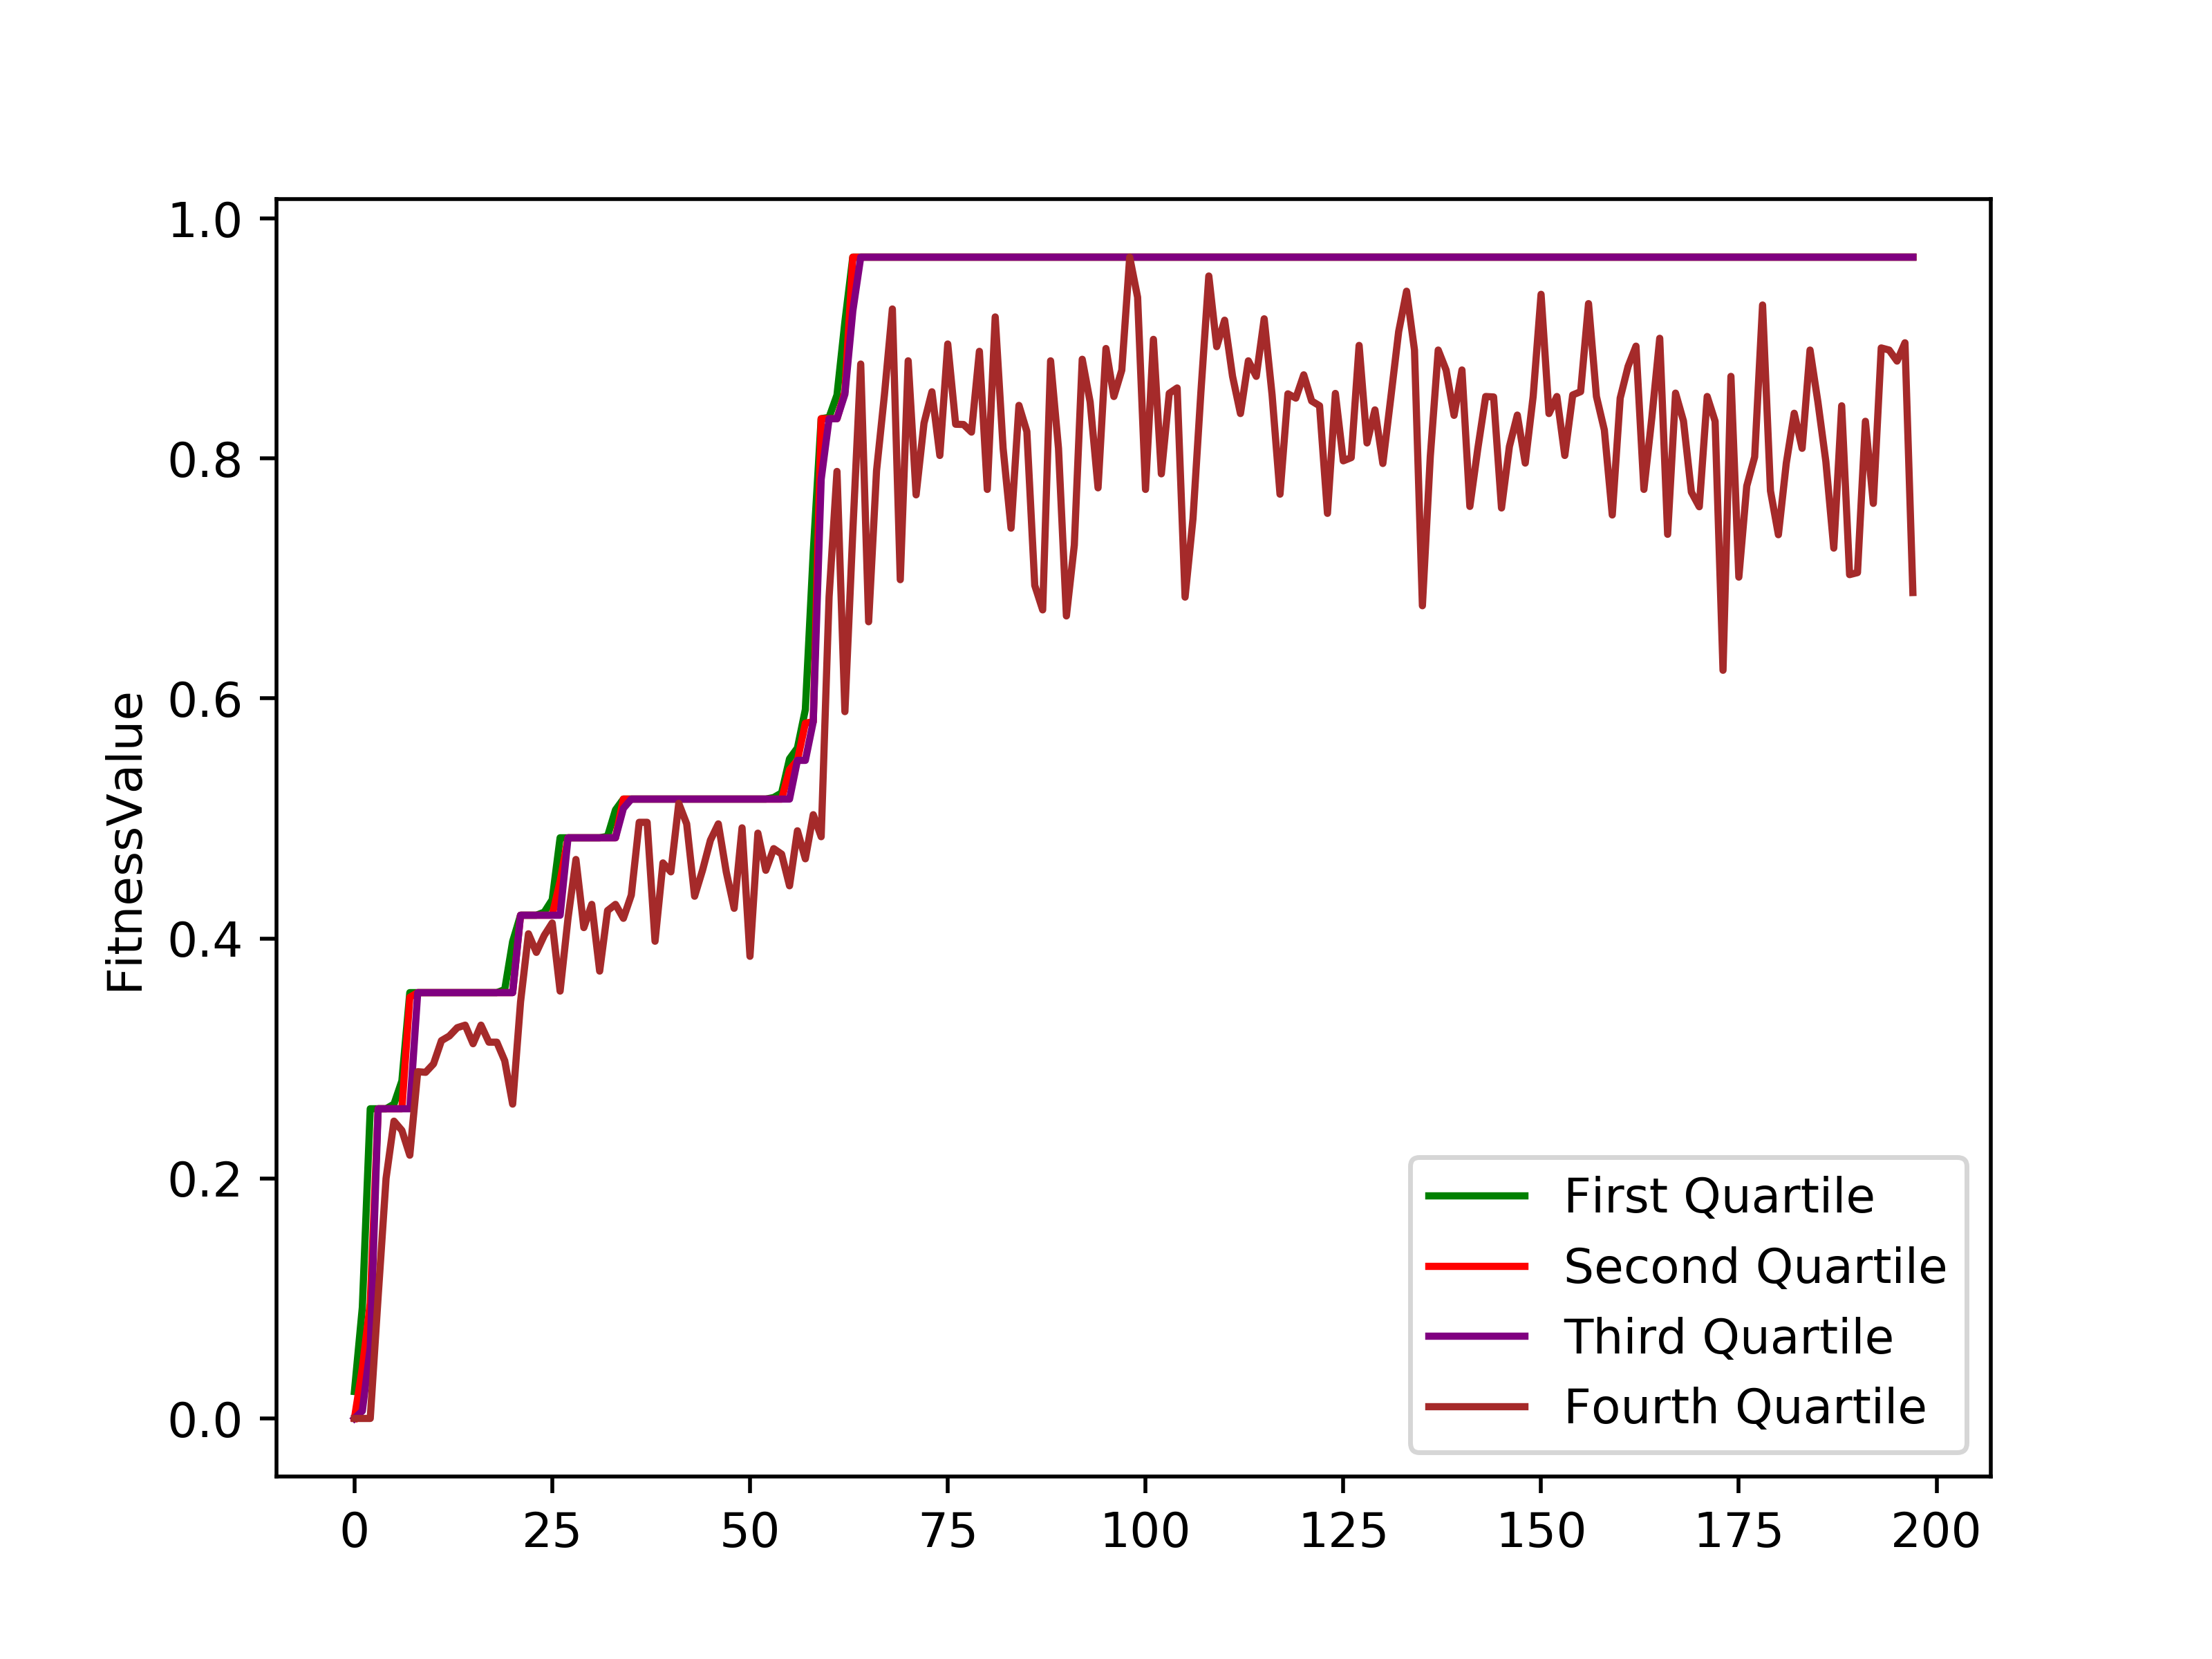 1.0
0.8
0.6
0.4
0.2
0.0
FitnessValue
0 25 50 75 100 125 150 175 200
First Quartile
Second Quartile
Third Quartile
Fourth Quartile